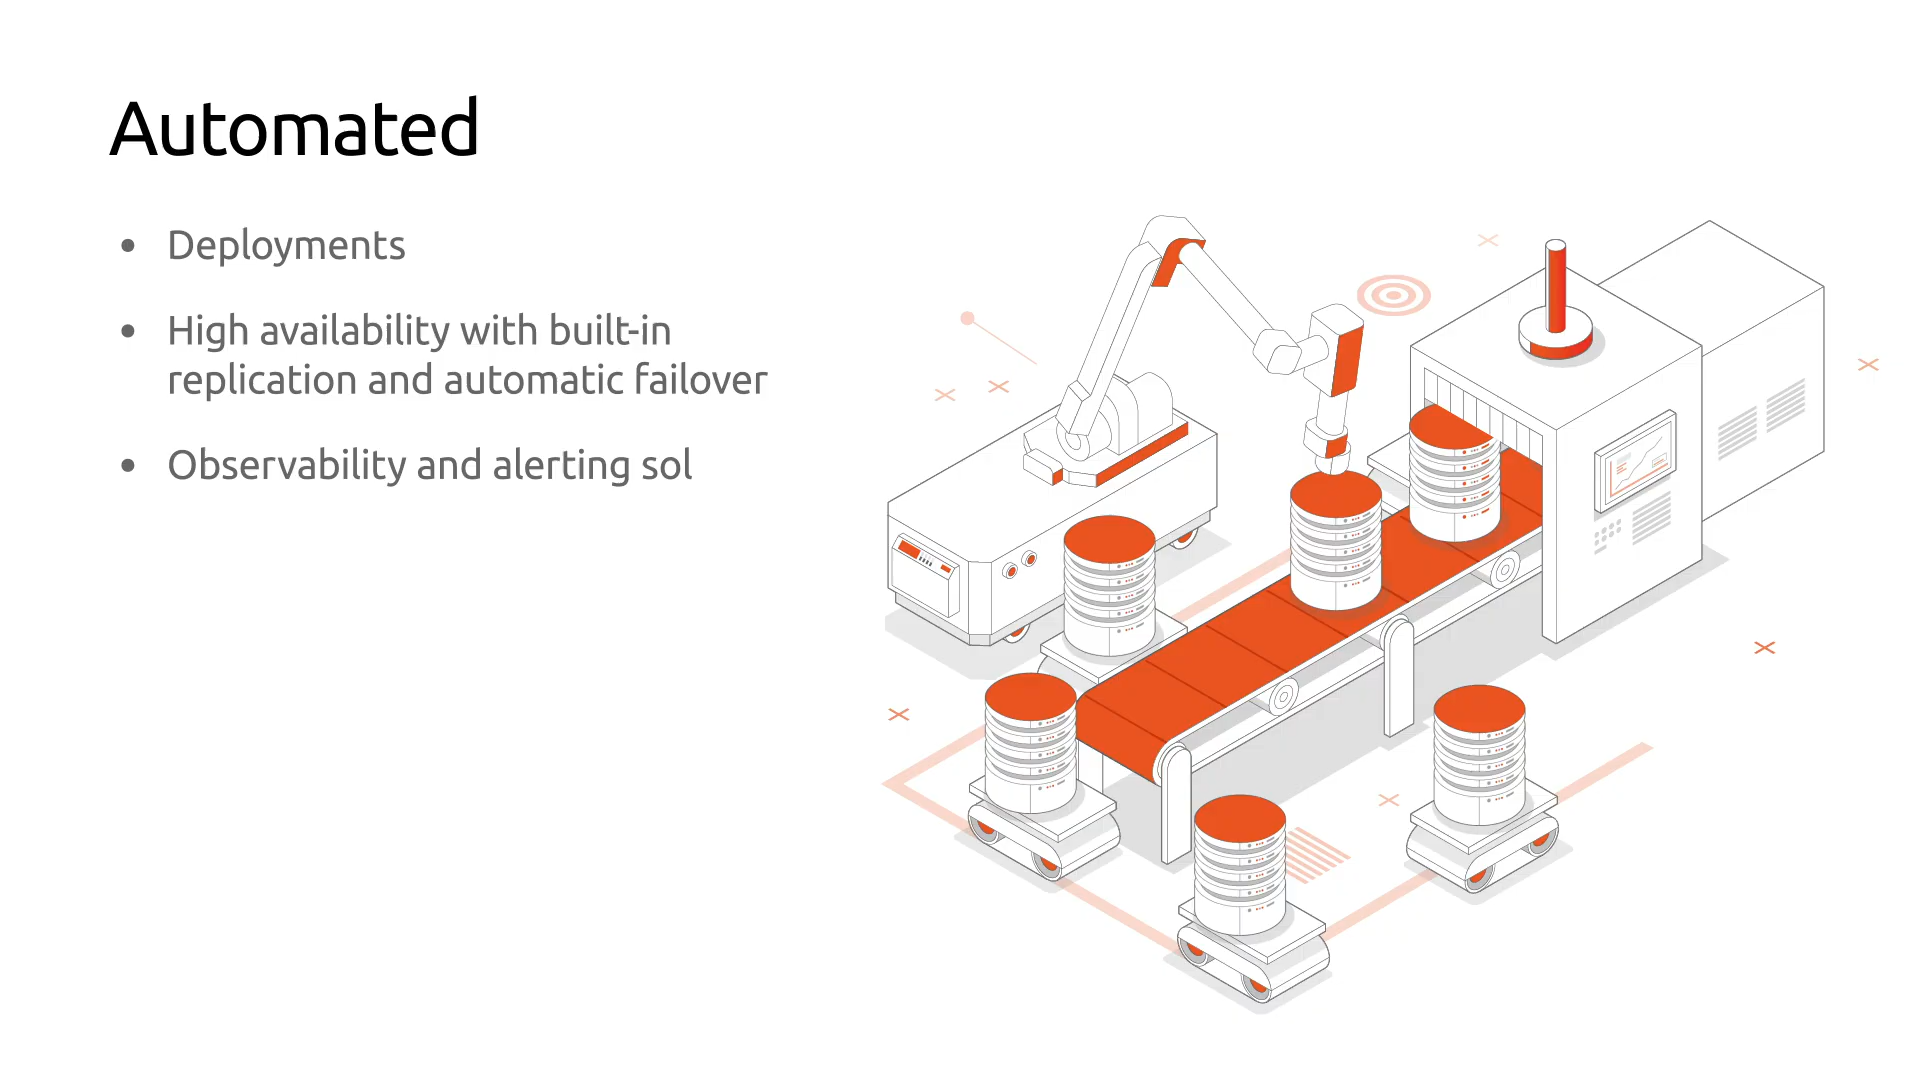 Automated
• Deployments
• High availability with built-in
replication and automatic failover
• Observability and alerting sol